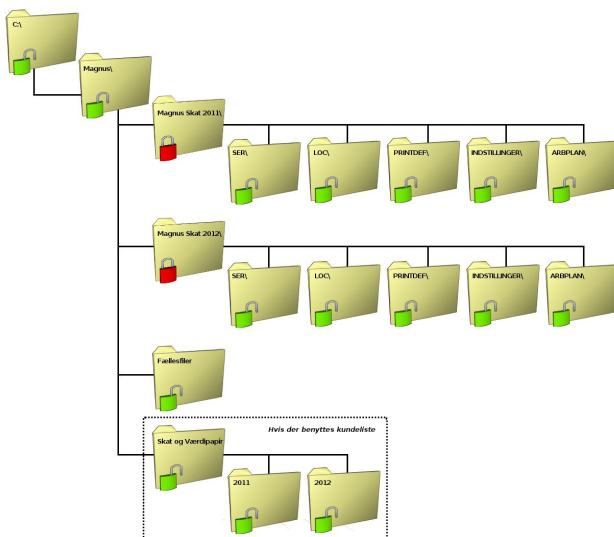 C:\
Magnus\
Magnus Skat 2011\
SER\
LOC\
PRINTDEF\
INDSTILLINGER\
ARBPLAN\
Magnus Skat 2012\
SER\
LOC\
PRINTDEF\
INDSTILLINGER\
ARBPLAN\
Fællesfiler
Hvis der benyttes kundeliste
Skat og Værdipapir
2011
2012